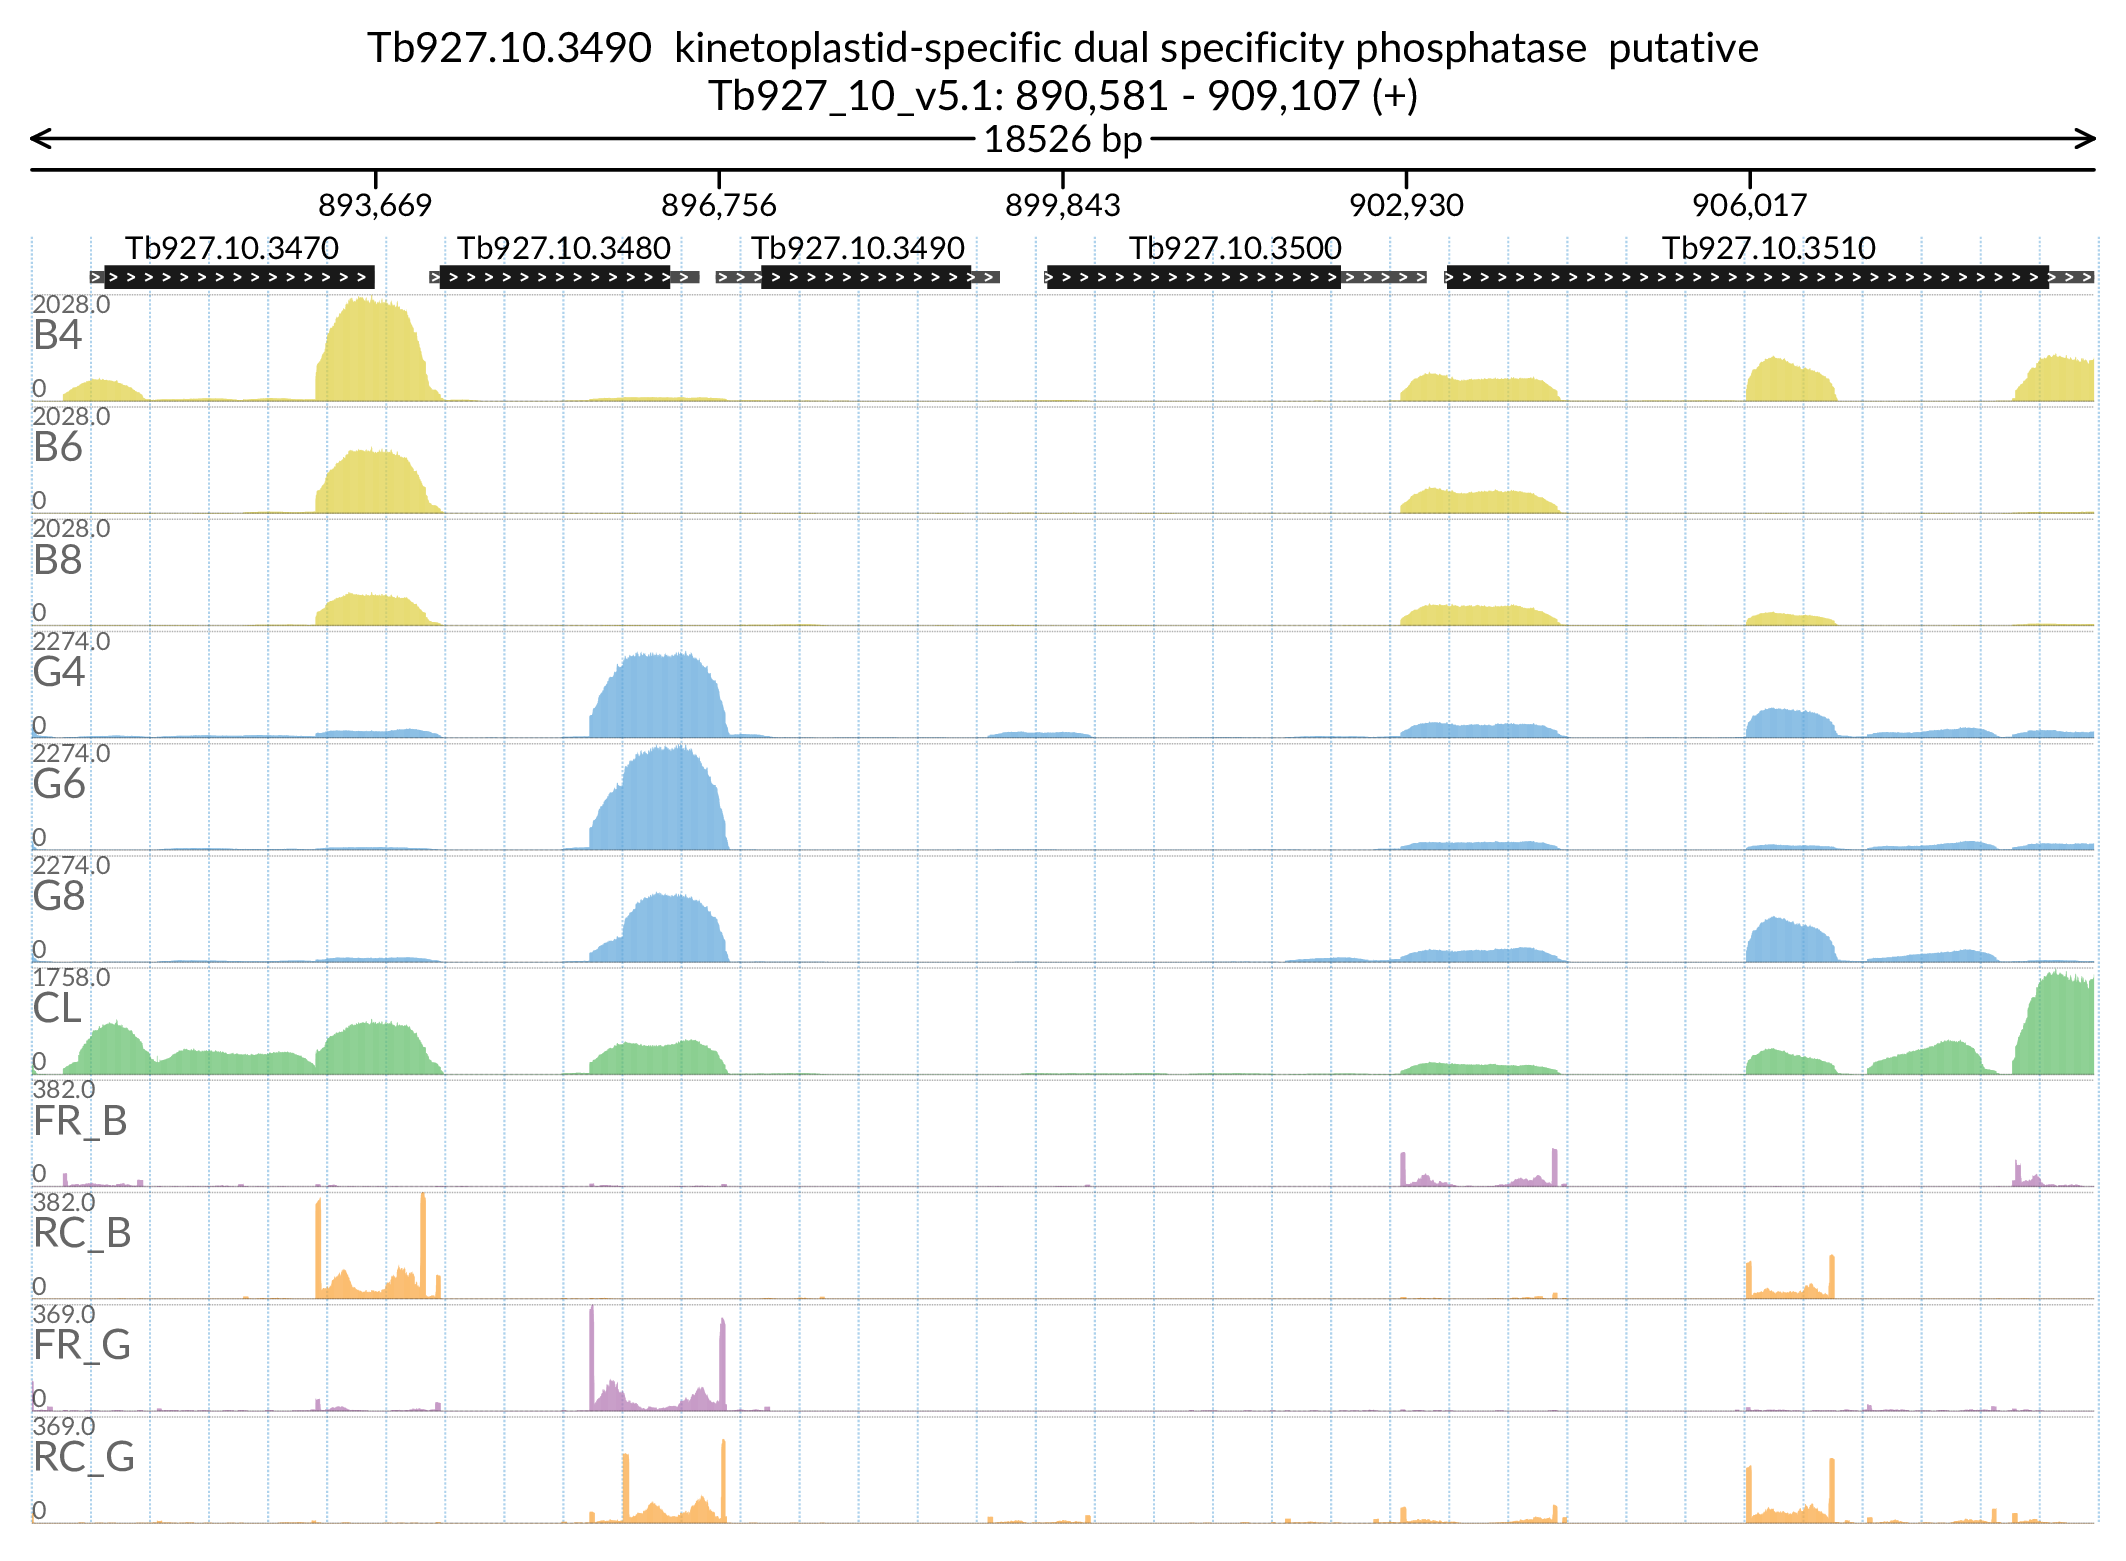 Tb927.10.3490 kinetoplastid-specific dual specificity phosphatase putative
Tb927_10_v5.1: 890,581 - 909,107 (+)
18526 bp
893,669 896,756 899,843 902,930 906,017
Tb927.10.3470 Tb927.10.3480 Tb927.10.3490 Tb927.10.3500 Tb927.10.3510
2028.0
B4
0
2028.0
B6
0
2028.0
B8
0
2274.0
G4
0
2274.0
G6
0
2274.0
G8
0
1758.0
CL
0
382.0
FR_B
0
382.0
RC_B
0
369.0
FR_G
0
369.0
RC_G
0